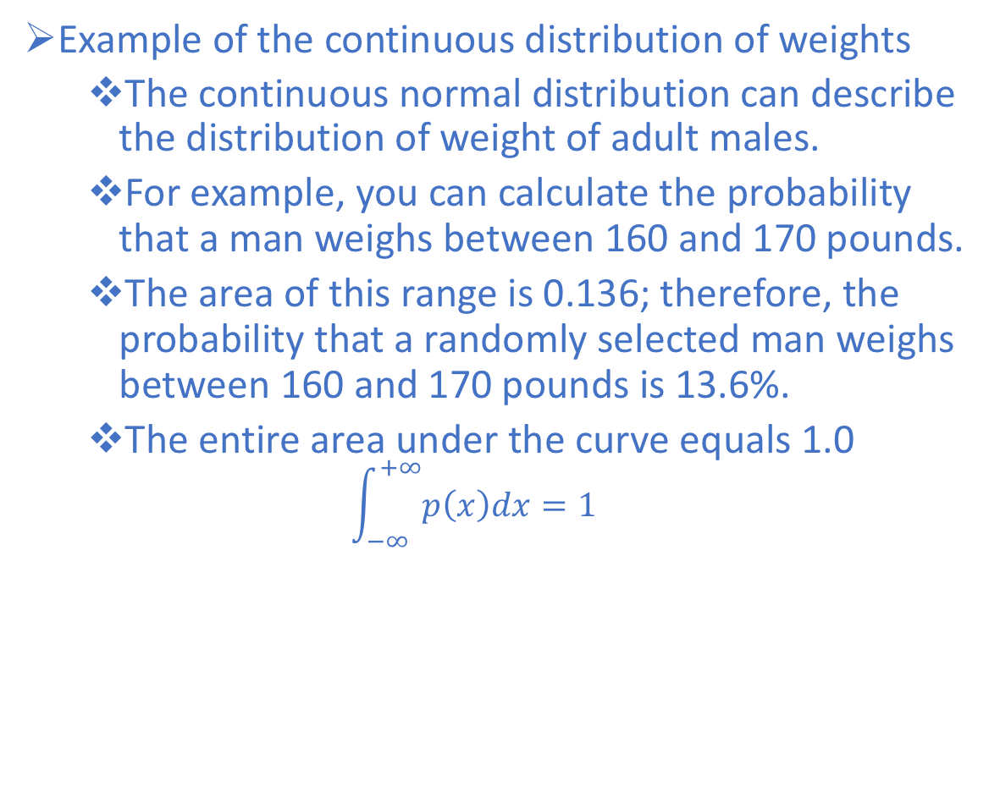 ➢Example of the continuous distribution of weights
❖The continuous normal distribution can describe
the distribution of weight of adult males.
❖For example, you can calculate the probability
that a man weighs between 160 and 170 pounds.
❖The area of this range is 0.136; therefore, the
probability that a randomly selected man weighs
between 160 and 170 pounds is 13.6%.
❖The entire area under the curve equals 1.0
∫_{−∞}^{+∞} p(x)dx = 1